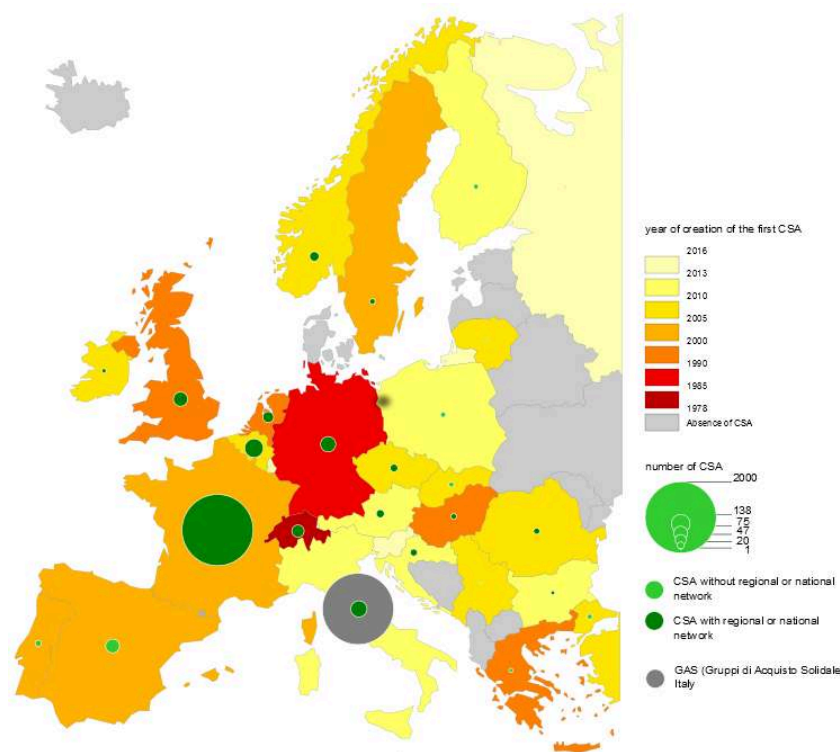 year of creation of the first CSA
2016
2013
2010
2005
2000
1990
1985
1978
Absence of CSA
number of CSA
2000
138
75
47
20
1
CSA without regional or national
network
CSA with regional or national
network
GAS (Gruppi di Acquisto Solidale
Italy